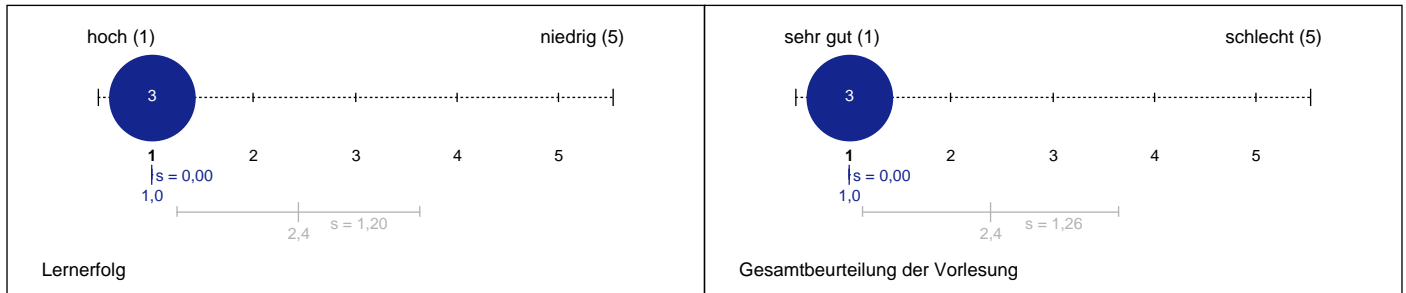 hoch (1) niedrig (5)
3
1 2 3 4 5
s = 0,00
1,0
s = 1,20
2,4
Lernerfolg
sehr gut (1) schlecht (5)
3
1 2 3 4 5
s = 0,00
1,0
s = 1,26
2,4
Gesamtbeurteilung der Vorlesung